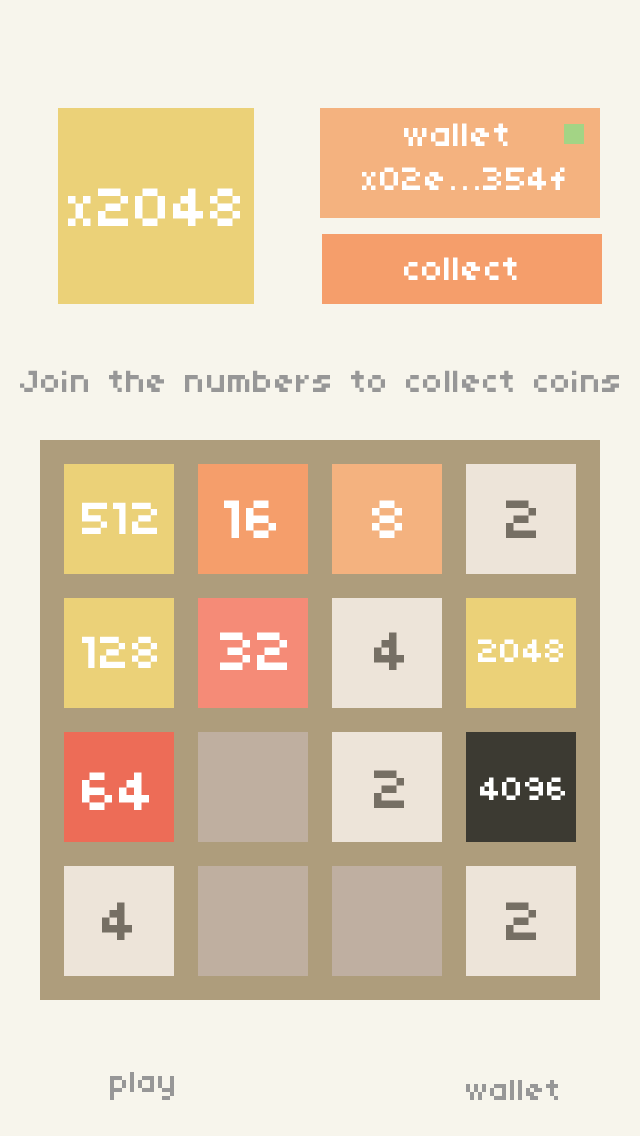 x2048
wallet
x02e...354f
collect
Join the numbers to collect coins
512 16 8 2
128 32 4 2048
64 2 4096
4 2
play wallet